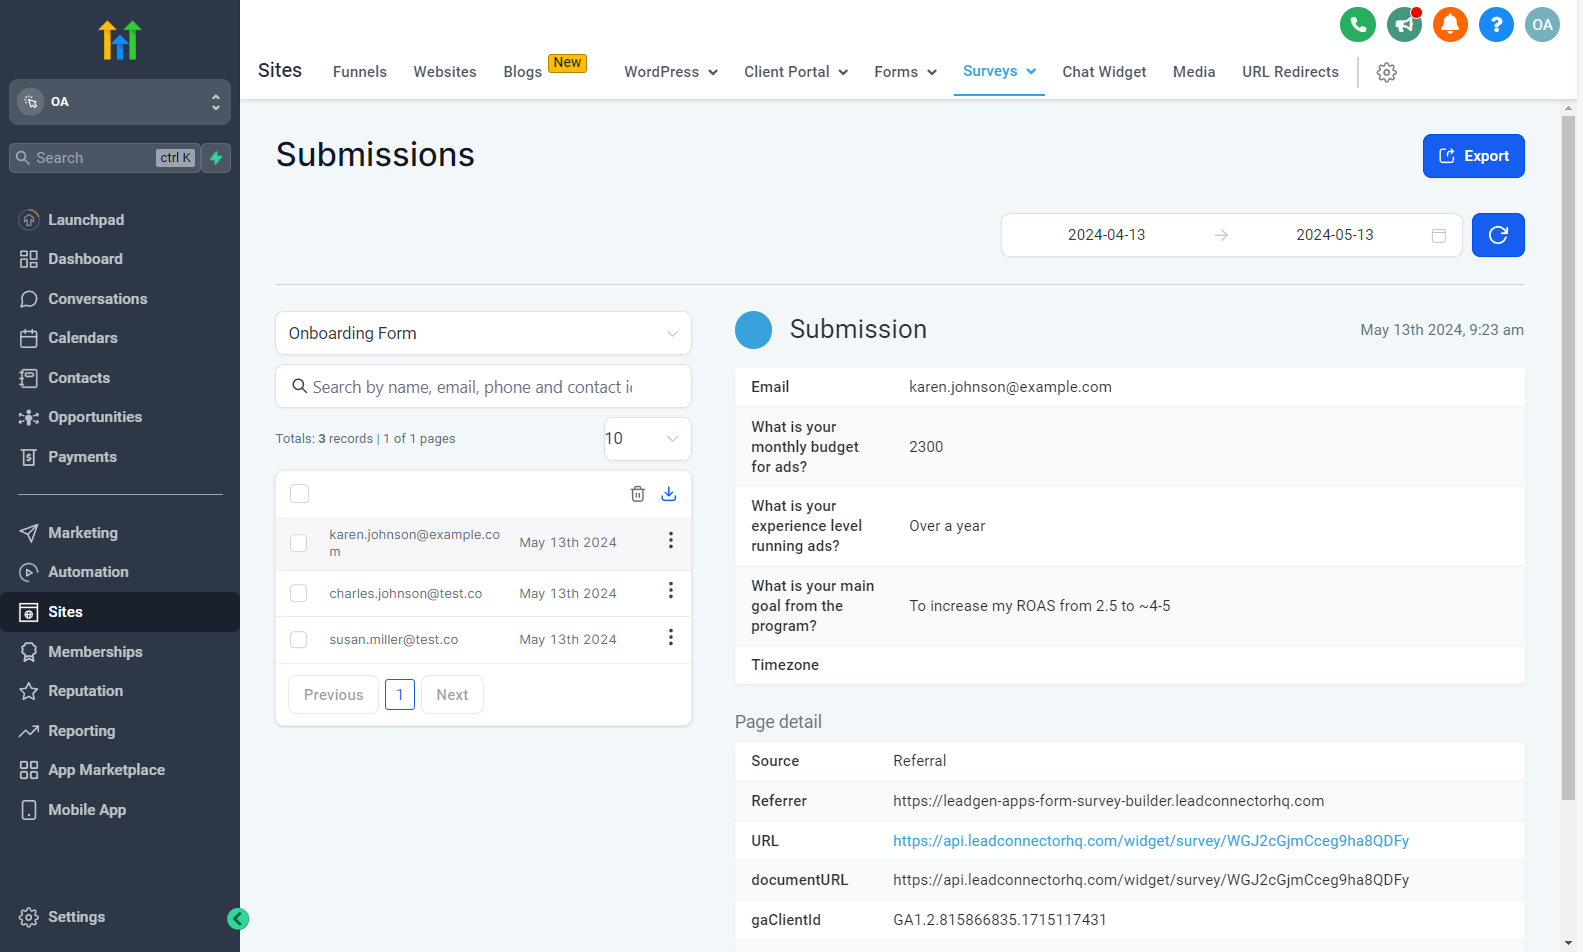 OA
Search
ctrl K
Launchpad
Dashboard
Conversations
Calendars
Contacts
Opportunities
Payments
Marketing
Automation
Sites
Memberships
Reputation
Reporting
App Marketplace
Mobile App
Settings
OA
Sites
Funnels
Websites
Blogs
New
WordPress
Client Portal
Forms
Surveys
Chat Widget
Media
URL Redirects
Submissions
Export
2024-04-13
2024-05-13
Onboarding Form
Search by name, email, phone and contact
Totals: 3 records | 1 of 1 pages
10
karen.johnson@example.co
m
May 13th 2024
charles.johnson@test.co
May 13th 2024
susan.miller@test.co
May 13th 2024
Previous
1
Next
Submission
May 13th 2024, 9:23 am
Email
karen.johnson@example.com
What is your
monthly budget
for ads?
2300
What is your
experience level
running ads?
Over a year
What is your main
goal from the
program?
To increase my ROAS from 2.5 to ~4-5
Timezone
Page detail
Source
Referral
Referrer
https://leadgen-apps-form-survey-builder.leadconnectorhq.com
URL
https://api.leadconnectorhq.com/widget/survey/WGJ2cGjmCceg9ha8QDFy
documentURL
https://api.leadconnectorhq.com/widget/survey/WGJ2cGjmCceg9ha8QDFy
gaClientId
GA1.2.815866835.1715117431